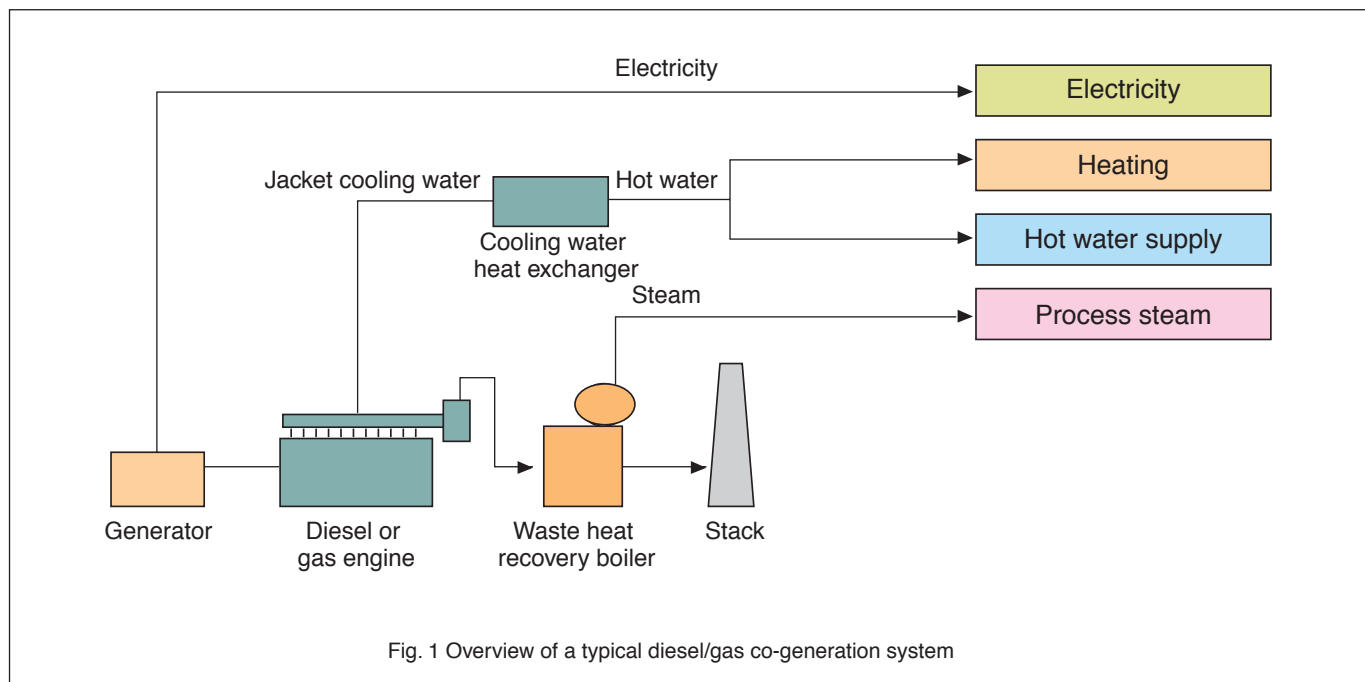 Electricity
Electricity
Heating
Jacket cooling water
Hot water
Hot water supply
Cooling water
heat exchanger
Steam
Process steam
Generator
Diesel or
gas engine
Waste heat
recovery boiler
Stack
Fig. 1 Overview of a typical diesel/gas co-generation system